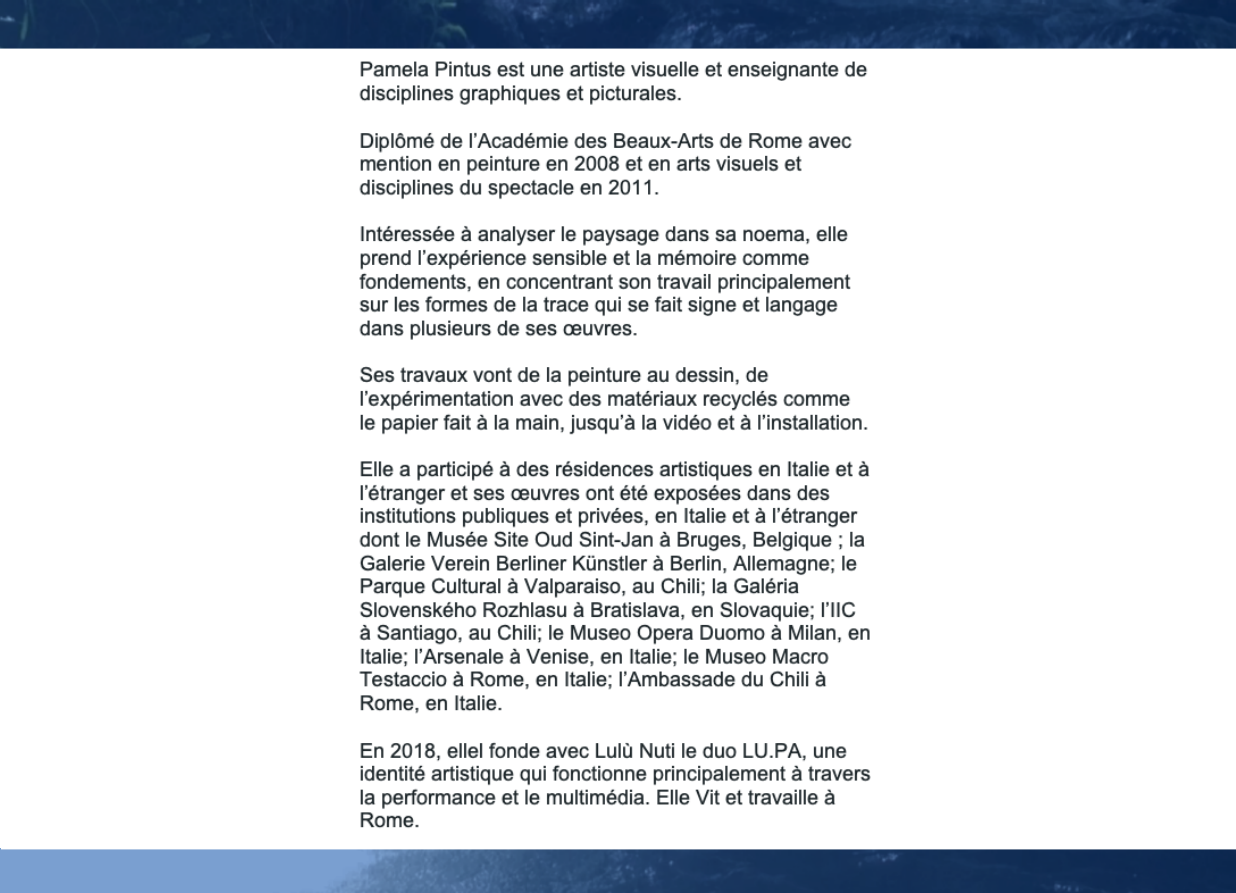 Pamela Pintus est une artiste visuelle et enseignante de
disciplines graphiques et picturales.
Diplômé de l’Académie des Beaux-Arts de Rome avec
mention en peinture en 2008 et en arts visuels et
disciplines du spectacle en 2011.
Intéressée à analyser le paysage dans sa noema, elle
prend l’expérience sensible et la mémoire comme
fondements, en concentrant son travail principalement
sur les formes de la trace qui se fait signe et langage
dans plusieurs de ses œuvres.
Ses travaux vont de la peinture au dessin, de
l’expérimentation avec des matériaux recyclés comme
le papier fait à la main, jusqu’à la vidéo et à l’installation.
Elle a participé à des résidences artistiques en Italie et à
l’étranger et ses œuvres ont été exposées dans des
institutions publiques et privées, en Italie et à l’étranger
dont le Musée Site Oud Sint-Jan à Bruges, Belgique ; la
Galerie Verein Berliner Künstler à Berlin, Allemagne; le
Parque Cultural à Valparaiso, au Chili; la Galéria
Slovenského Rozhlasu à Bratislava, en Slovaquie; l’IIC
à Santiago, au Chili; le Museo Opera Duomo à Milan, en
Italie; l’Arsenale à Venise, en Italie; le Museo Macro
Testaccio à Rome, en Italie; l’Ambassade du Chili à
Rome, en Italie.
En 2018, ellel fonde avec Lulù Nuti le duo LU.PA, une
identité artistique qui fonctionne principalement à travers
la performance et le multimédia. Elle Vit et travaille à
Rome.